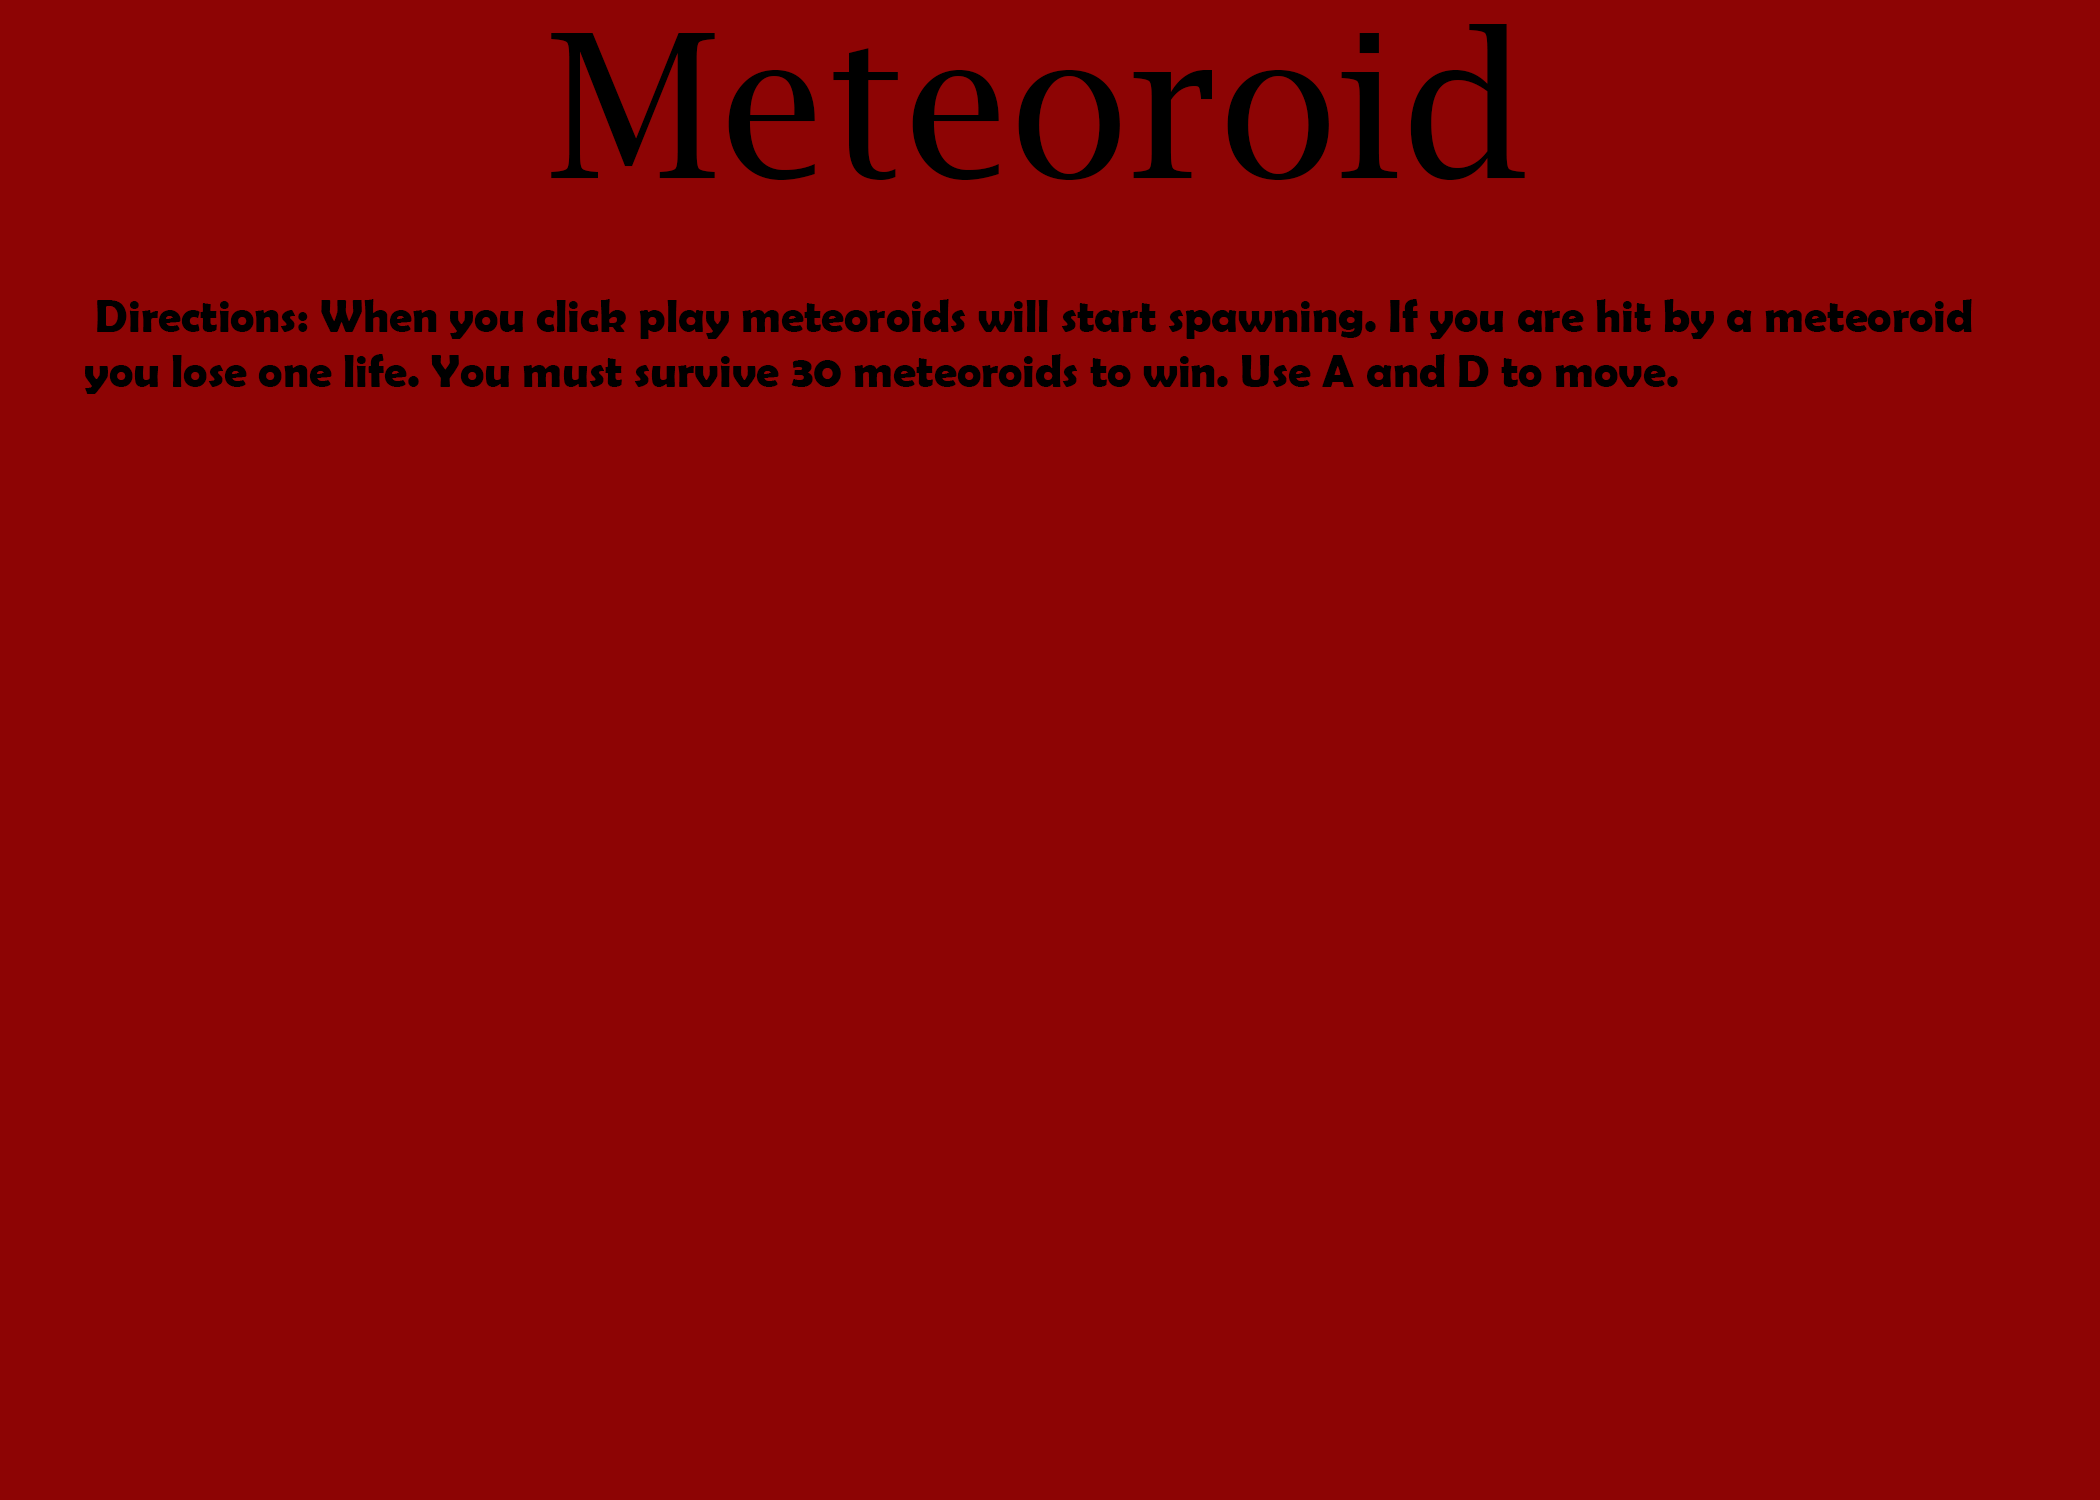 Meteoroid
Directions: When you click play meteoroids will start spawning. If you are hit by a meteoroid
you lose one life. You must survive 30 meteoroids to win. Use A and D to move.